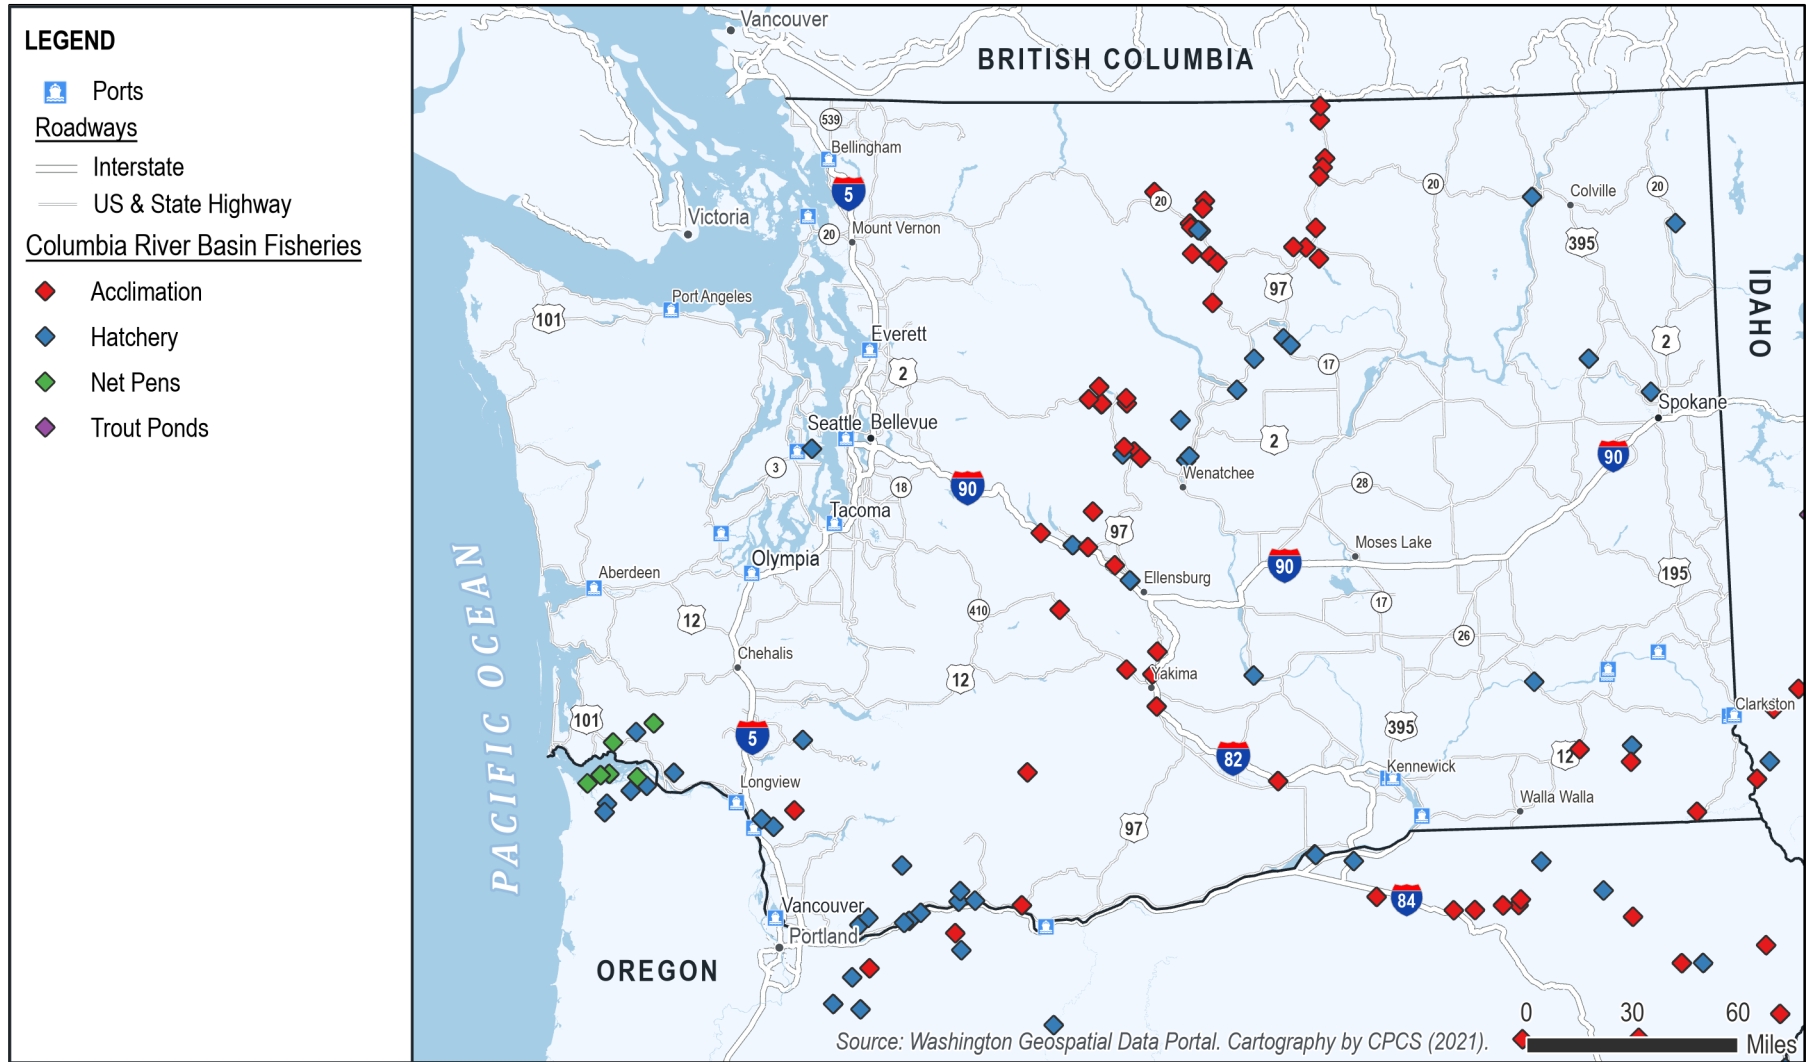 LEGEND
Ports
Roadways
Interstate
US & State Highway
Columbia River Basin Fisheries
Acclimation
Hatchery
Net Pens
Trout Ponds
Vancouver
BRITISH COLUMBIA
539
Bellingham
5
Victoria
20
Mount Vernon
20
20
Colville
20
395
IDAHO
97
Port Angeles
101
Everett
2
2
17
Spokane
Seattle
Bellevue
3
18
90
2
Wenatchee
90
28
Tacoma
97
Moses Lake
Olympia
90
Aberdeen
Ellensburg
195
12
410
17
26
Chehalis
12
Yakima
PACIFIC OCEAN
101
5
Clarkston
395
82
12
Kennewick
Longview
Walla Walla
97
84
Vancouver
Portland
OREGON
0 30 60
Miles
Source: Washington Geospatial Data Portal. Cartography by CPCS (2021).